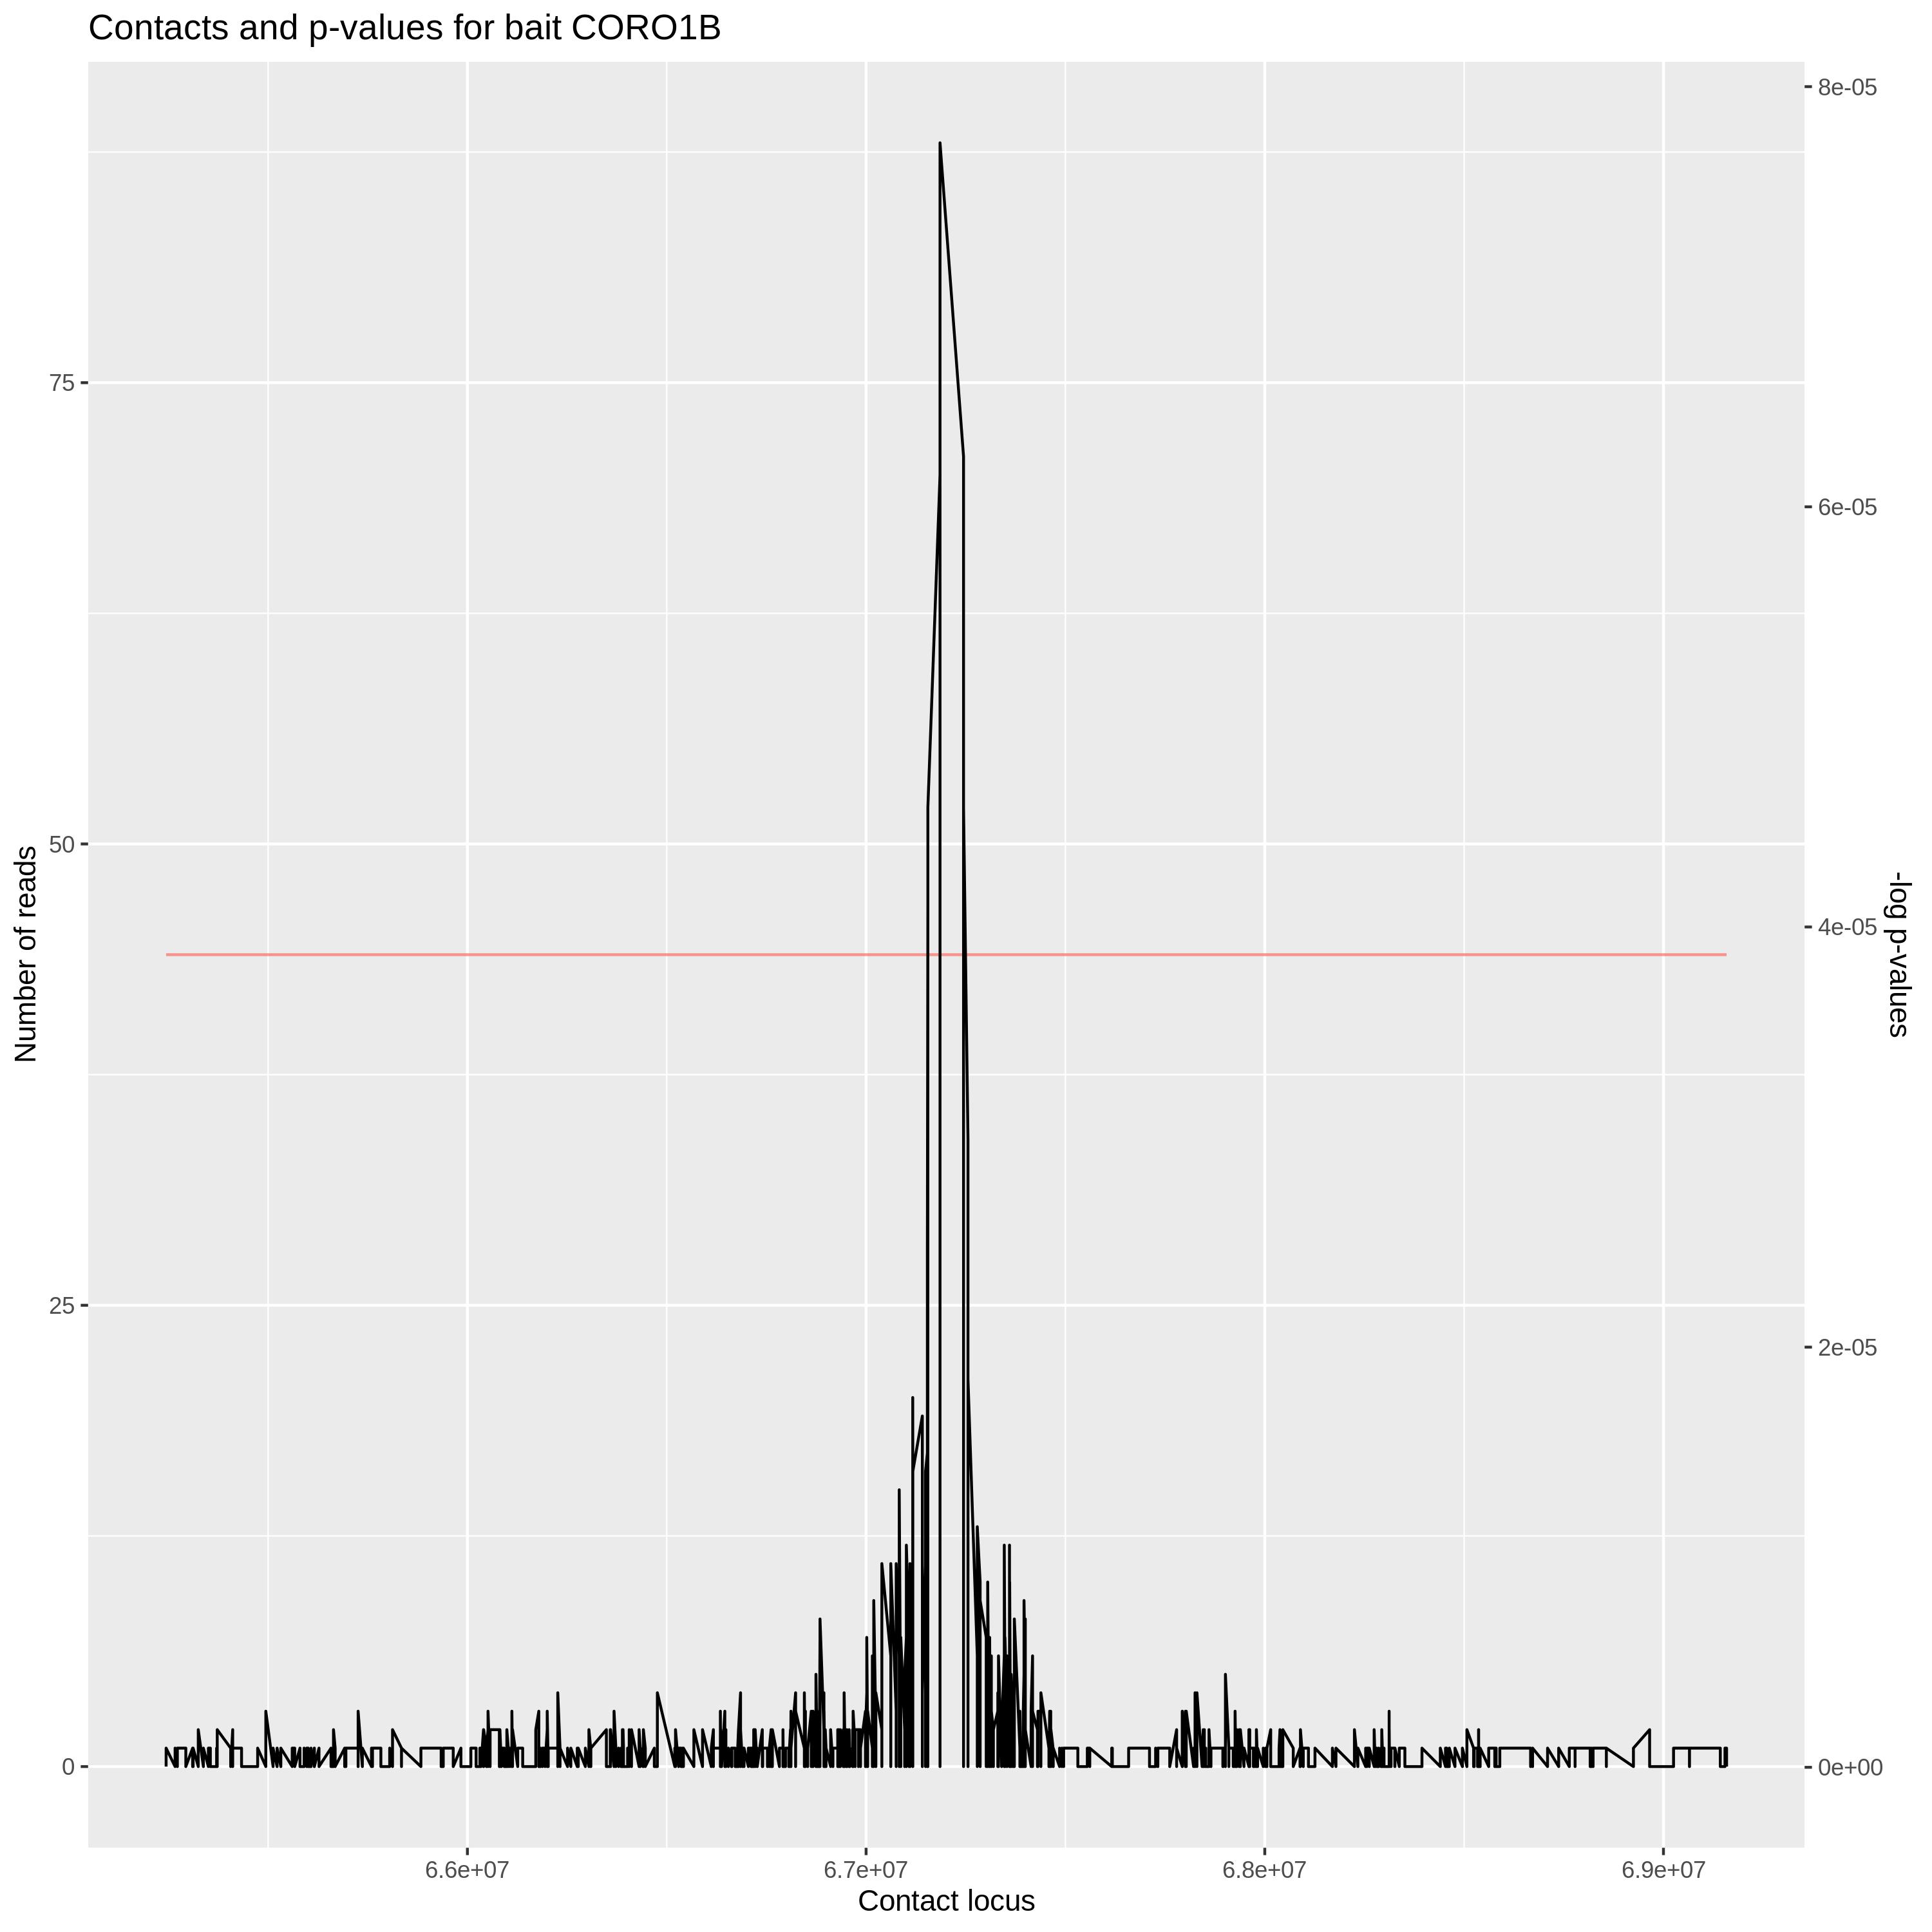 Contacts and p-values for bait CORO1B
Number of reads
75
50
25
0
8e-05
6e-05
4e-05
2e-05
0e+00
-log p-values
6.6e+07
6.7e+07
6.8e+07
6.9e+07
Contact locus